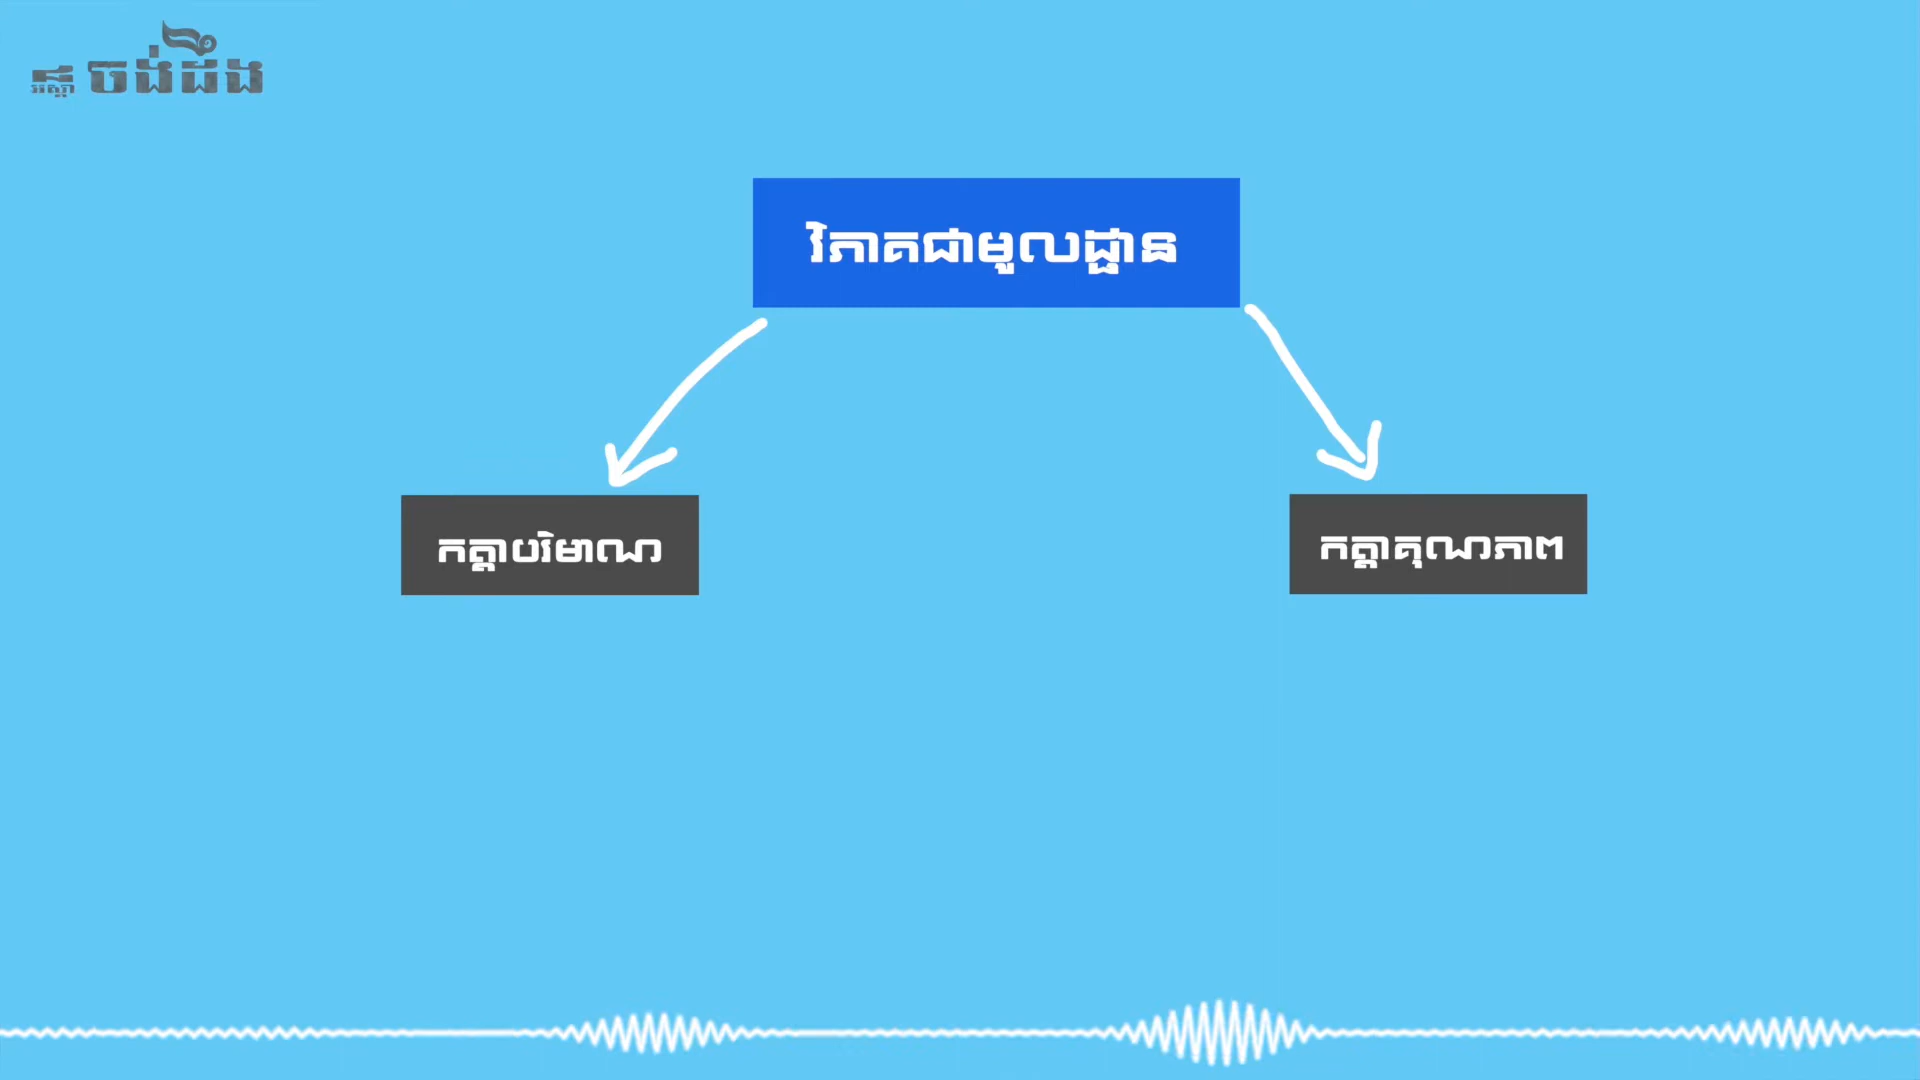 ចង់ដឹង
វិភាគជាមូលដ្ឋាន
កត្តាបរិមាណ
កត្តាគុណភាព